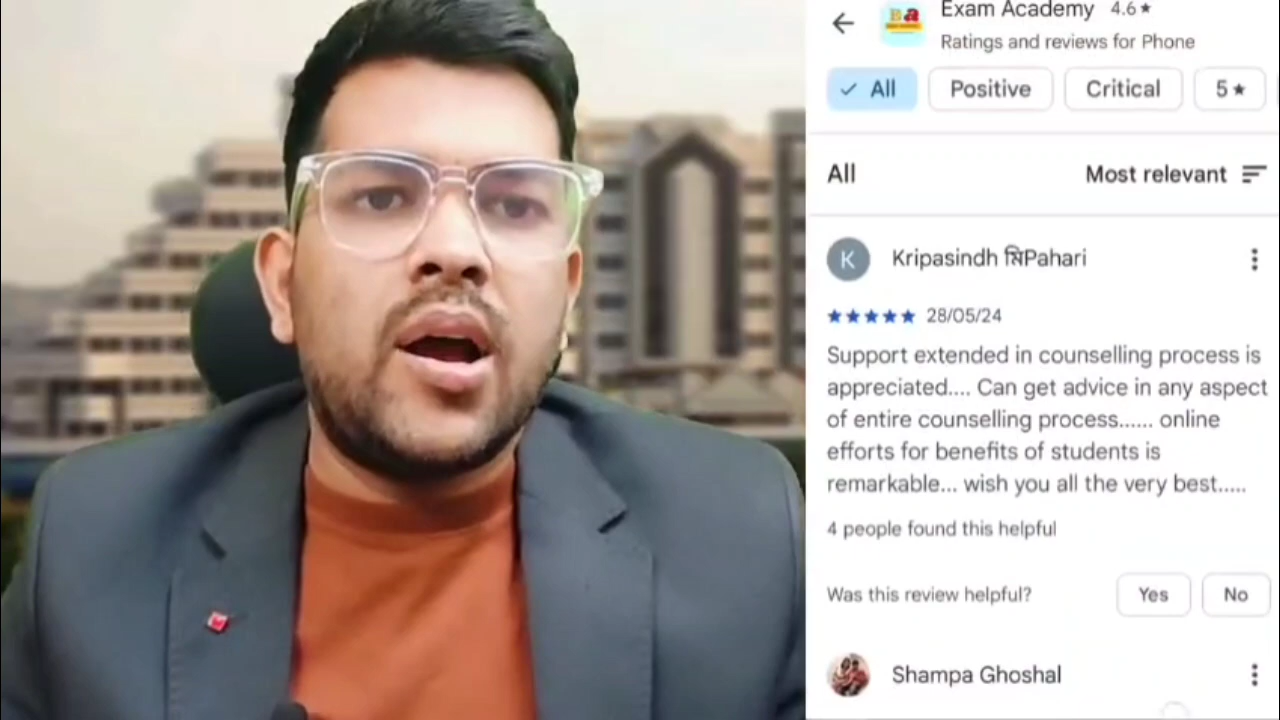 Exam Academy 4.6★
Ratings and reviews for Phone
All
Positive
Critical
5★
All
Most relevant
K
Kripasindh Pahari
28/05/24
Support extended in counselling process is
appreciated.... Can get advice in any aspect
of entire counselling process...... online
efforts for benefits of students is
remarkable... wish you all the very best.....
4 people found this helpful
Was this review helpful?
Yes
No
Shampa Ghoshal